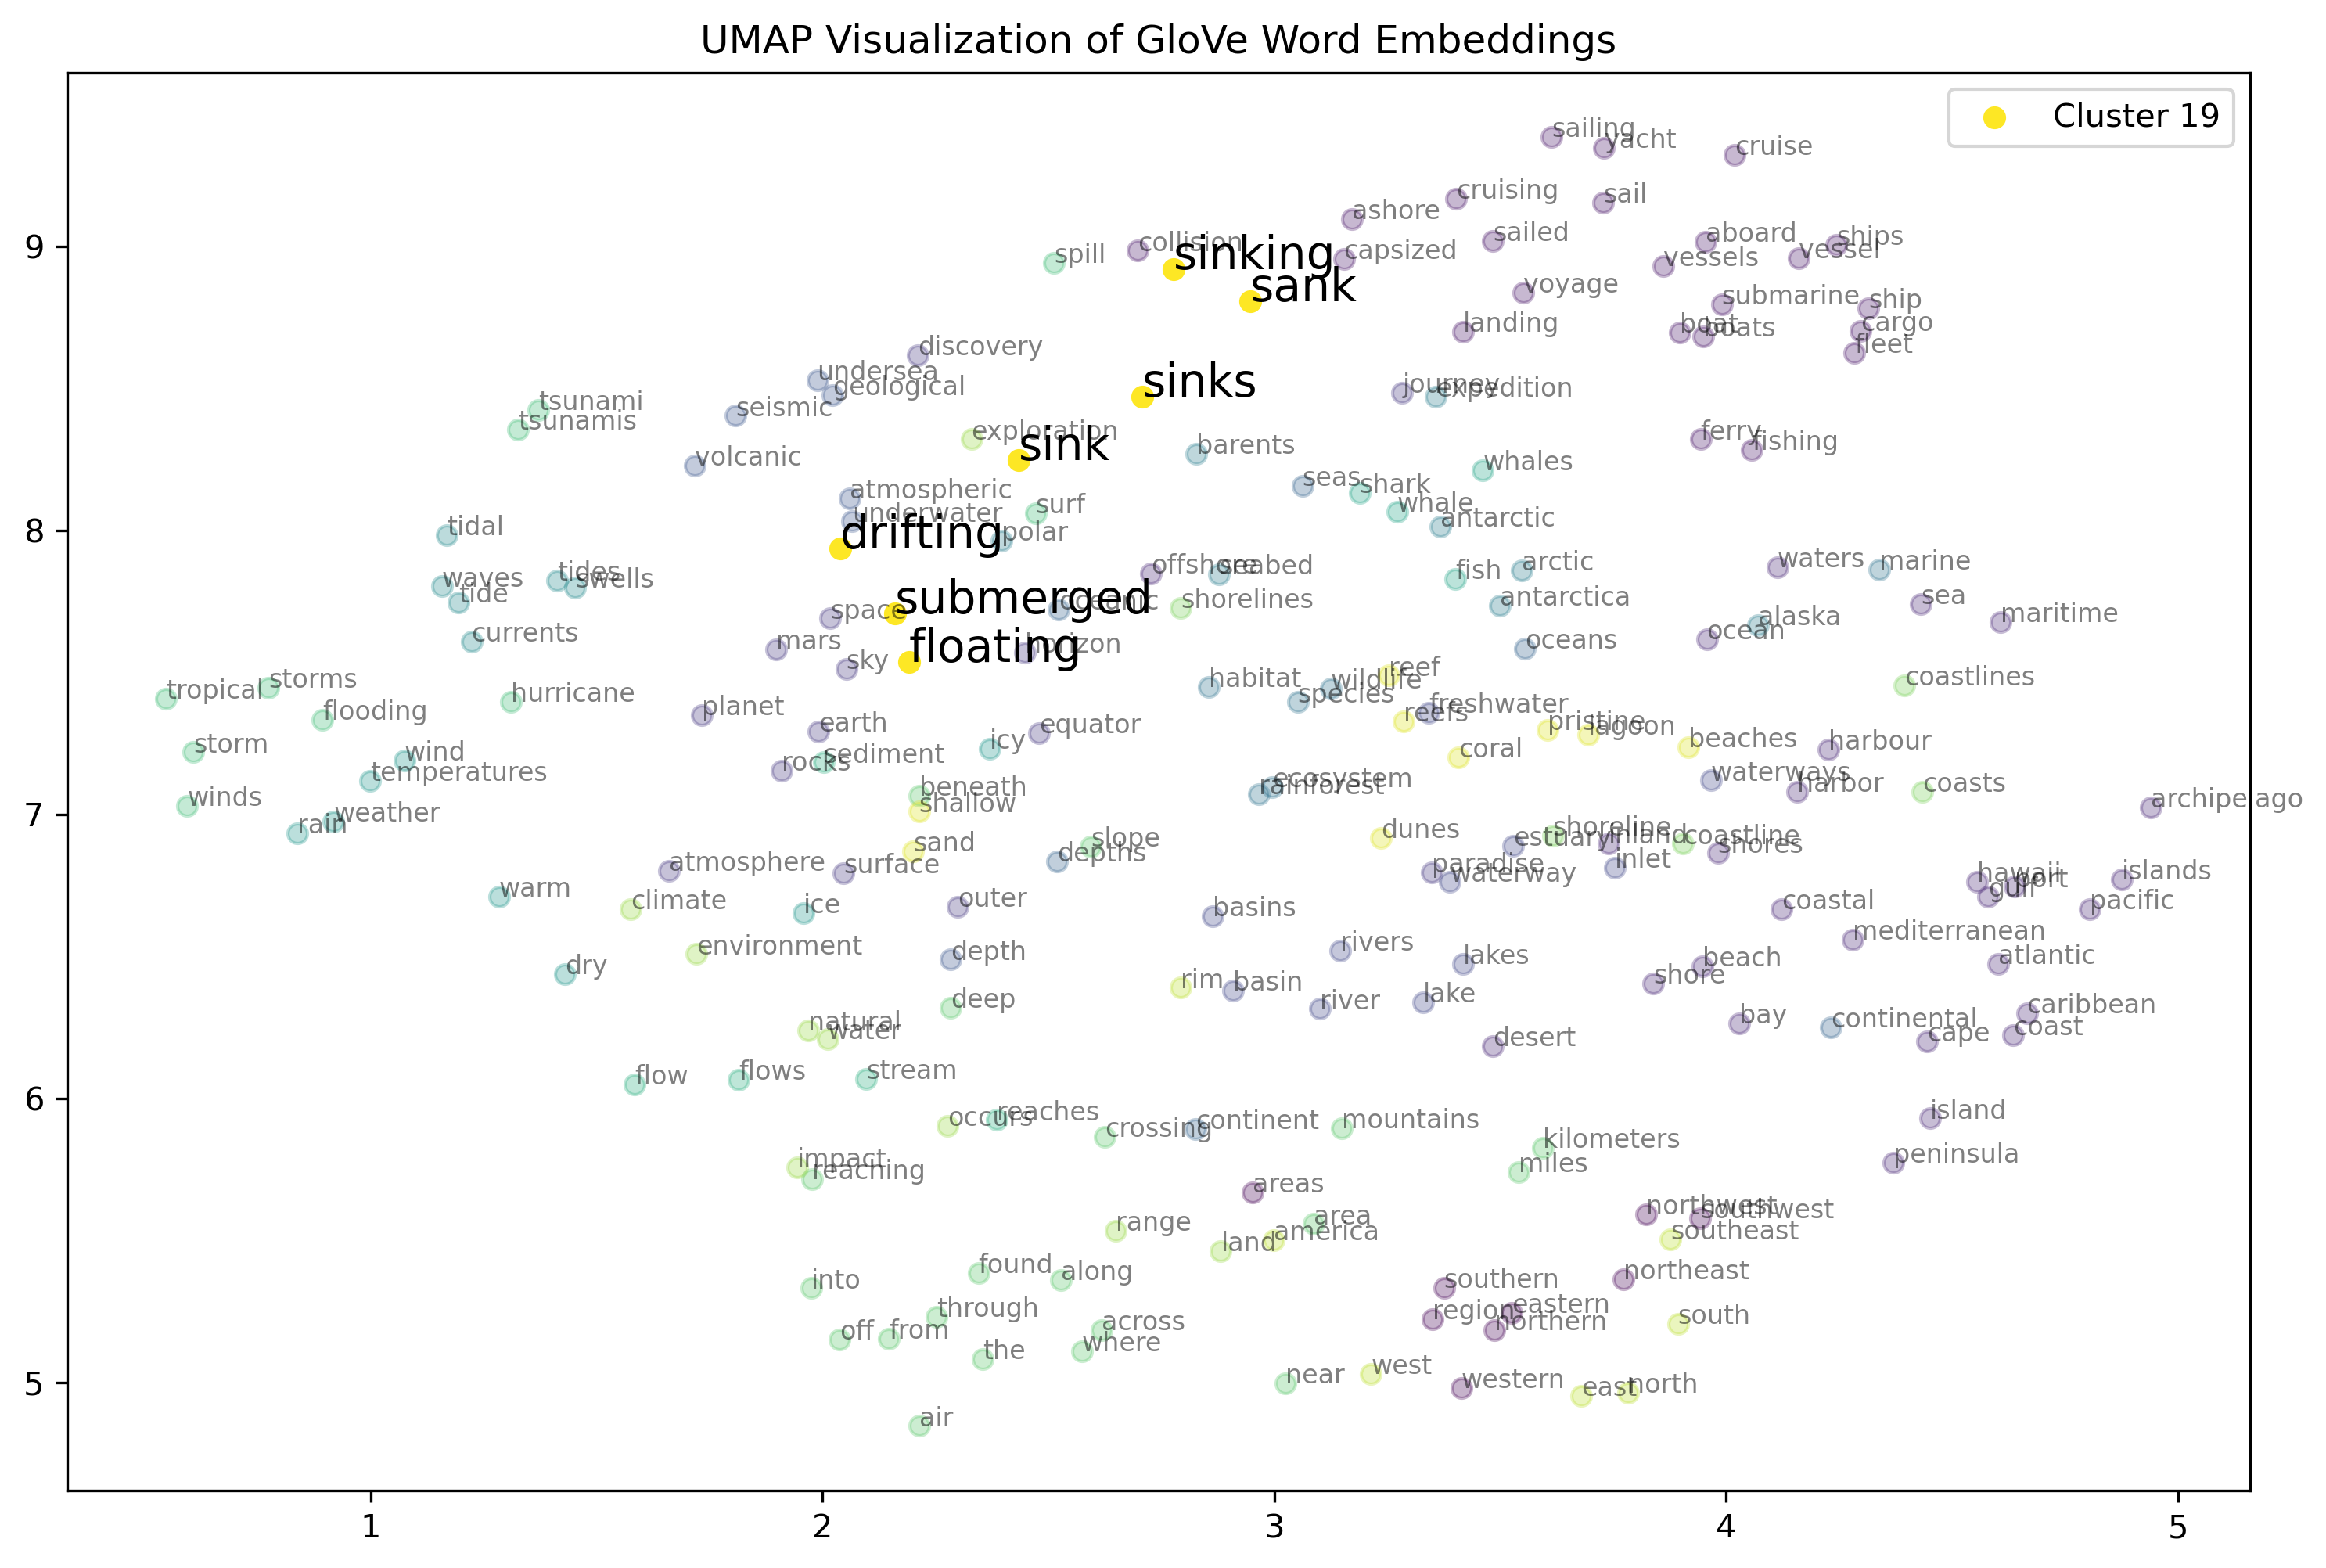 UMAP Visualization of GloVe Word Embeddings
Cluster 19
sailing
yacht
cruise
cruising
sail
ashore
sailed
aboard
ships
spill
collision
sinking
capsized
vessels
vessel
sank
voyage
submarine
ship
landing
boat
boats
cargo
fleet
discovery
undersea
geological
sinks
journey
expedition
tsunami
tsunamis
seismic
exploration
sink
barents
ferry
fishing
volcanic
whales
seas
shark
atmospheric
underwater
surf
whale
antarctic
tidal
drifting
polar
waves
tides
swells
tide
offshore
seabed
fish
arctic
waters
marine
submerged
oceanic
shorelines
antarctica
sea
maritime
space
currents
mars
floating
horizon
oceans
ocean
alaska
sky
tropical
storms
hurricane
habitat
wildlife
species
reef
coastlines
flooding
planet
reefs
freshwater
earth
equator
pristine
lagoon
storm
wind
icy
coral
beaches
harbour
temperatures
rocks
sediment
ecosystem
rainforest
waterways
harbor
coasts
winds
beneath
shallow
archipelago
weather
rain
sand
slope
depths
dunes
estuary
shoreline
inland
coastline
shores
atmosphere
surface
paradise
waterway
inlet
warm
hawaii
port
gulf
islands
climate
ice
outer
basins
coastal
pacific
environment
depth
rivers
lakes
mediterranean
dry
rim
basin
beach
shore
atlantic
deep
river
lake
natural
water
bay
continental
caribbean
cape
coast
desert
flow
flows
stream
occurs
reaches
crossing
continent
mountains
island
kilometers
miles
peninsula
impact
reaching
areas
northwest
southwest
range
area
land
america
southeast
found
along
into
southern
northeast
through
region
eastern
northern
south
off
from
across
where
the
near
west
western
east
north
air
9
8
7
6
5
1
2
3
4
5